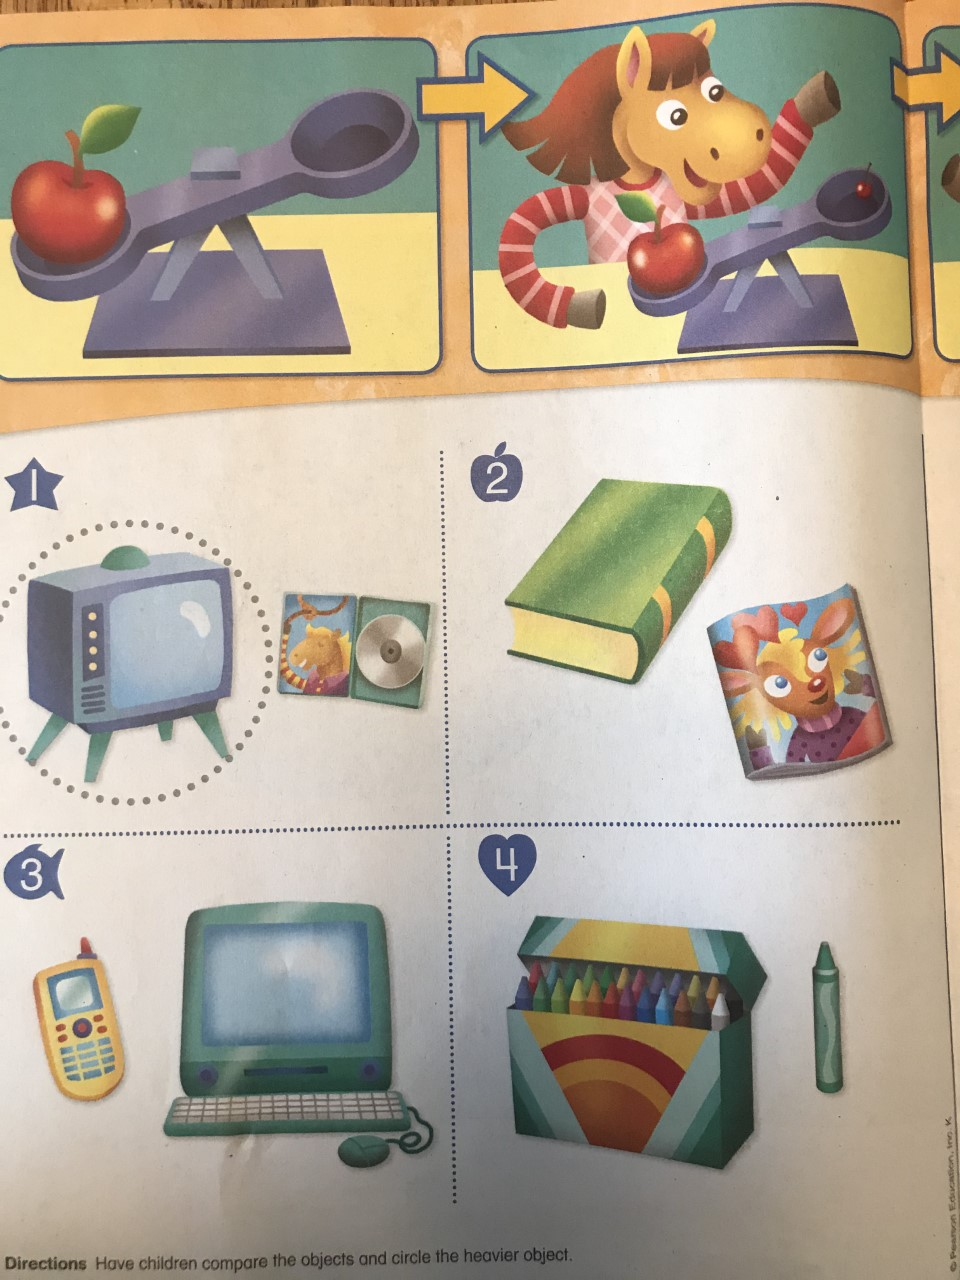 1
2
3
4
Directions Have children compare the objects and circle the heavier object.
© Pearson Education, Inc. K